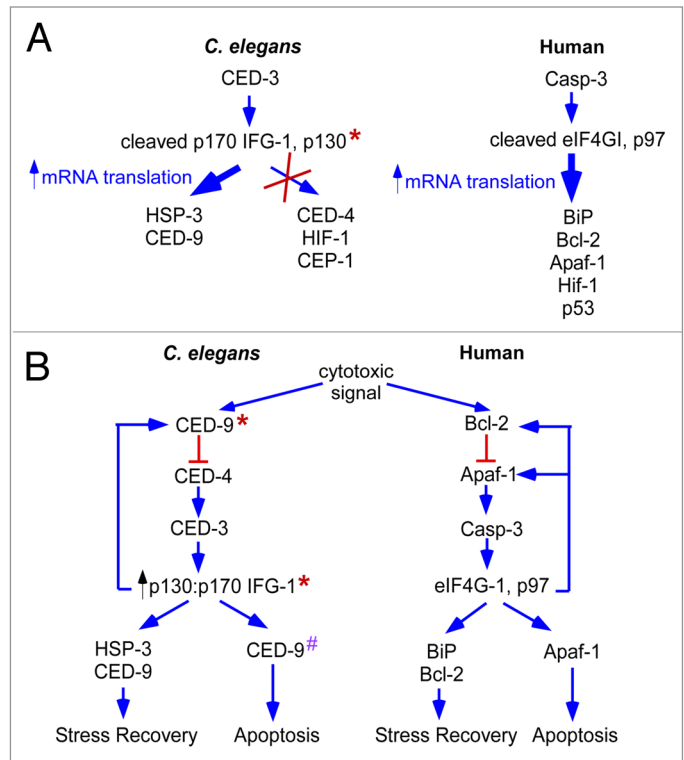 A
C. elegans
Human
CED-3
Casp-3
cleaved p170 IFG-1, p130*
cleaved eIF4GI, p97
mRNA translation
mRNA translation
HSP-3
CED-9
CED-4
HIF-1
CEP-1
BiP
Bcl-2
Apaf-1
Hif-1
p53
B
C. elegans
Human
cytotoxic
signal
CED-9*
Bcl-2
CED-4
Apaf-1
CED-3
Casp-3
p130:p170 IFG-1*
eIF4G-1, p97
HSP-3
CED-9
CED-9#
BiP
Bcl-2
Apaf-1
Stress Recovery
Apoptosis
Stress Recovery
Apoptosis